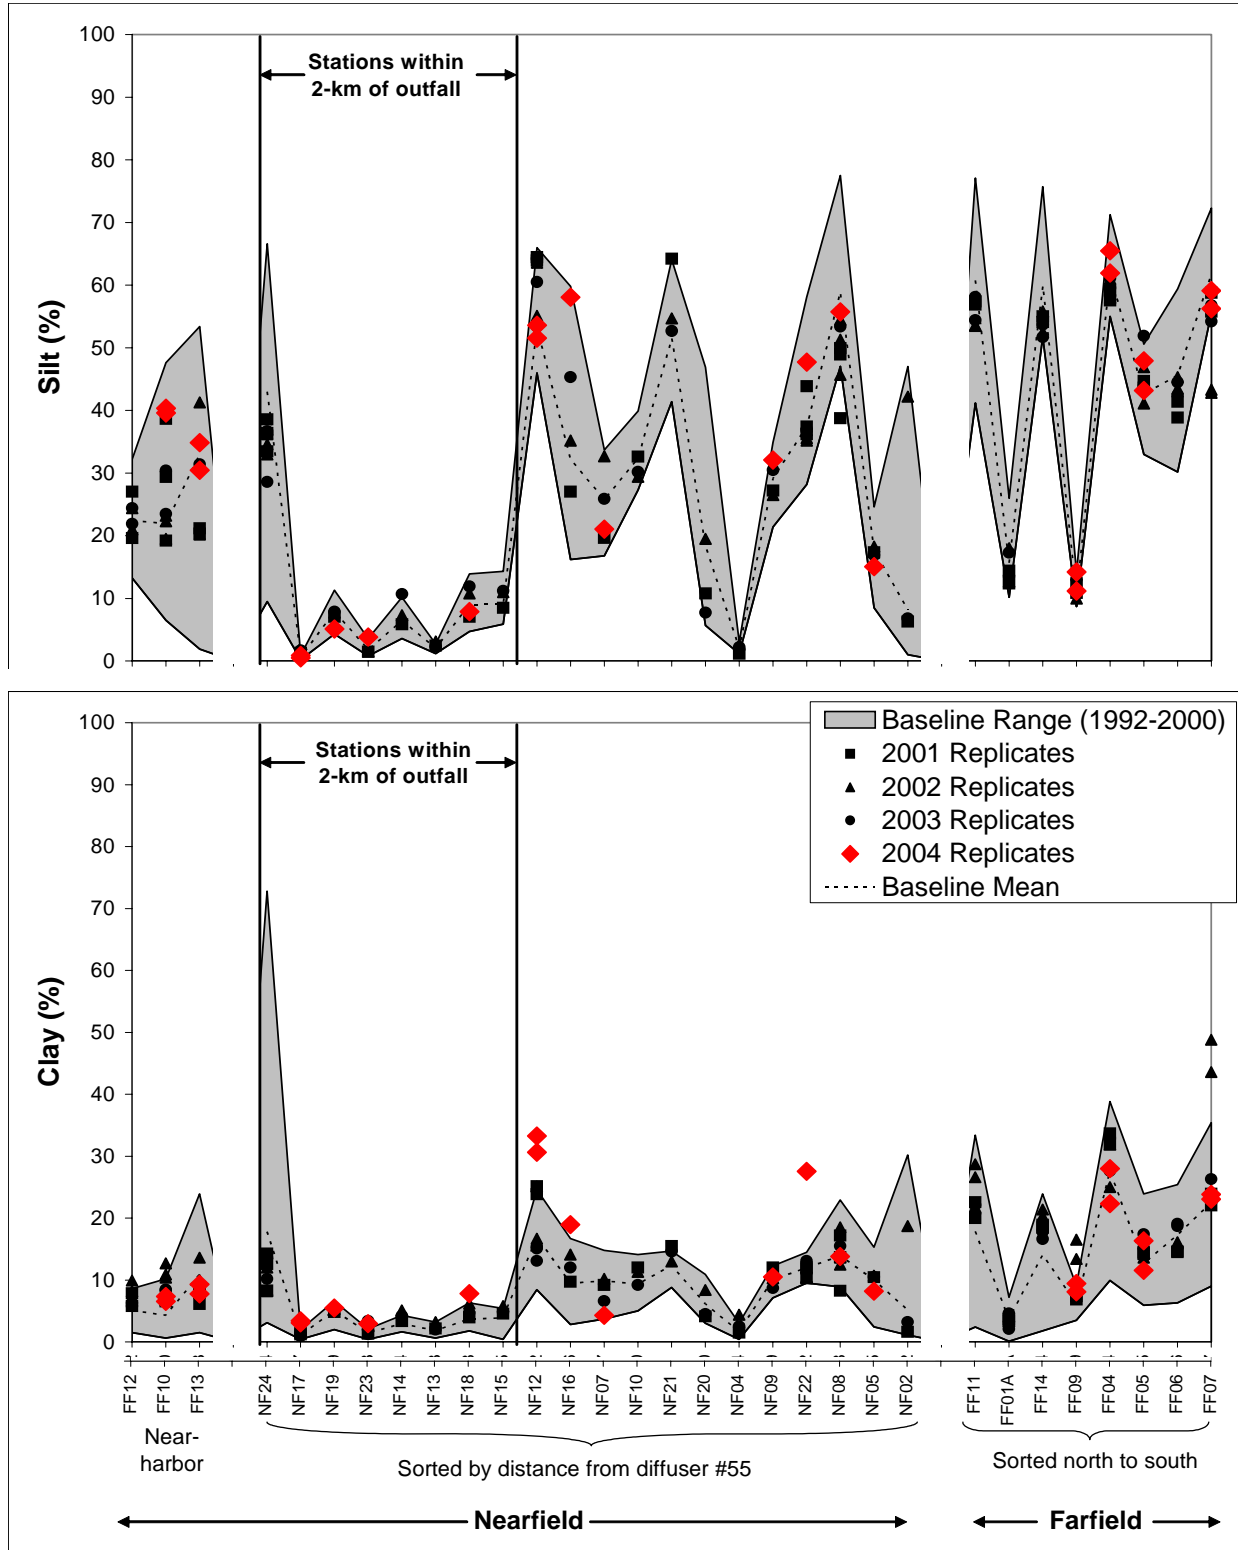 100
90
80
70
60
50
40
30
20
10
0
Silt (%)
Stations within
2-km of outfall
100
90
80
70
60
50
40
30
20
10
0
Clay (%)
Stations within
2-km of outfall
Baseline Range (1992-2000)
2001 Replicates
2002 Replicates
2003 Replicates
2004 Replicates
Baseline Mean
FF12
FF10
FF13
NF24
NF17
NF19
NF23
NF14
NF13
NF18
NF15
NF12
NF16
NF07
NF10
NF21
NF20
NF04
NF09
NF22
NF08
NF05
NF02
FF11
FF01A
FF14
FF09
FF04
FF05
FF06
FF07
Near-
harbor
Sorted by distance from diffuser #55
Sorted north to south
Nearfield
Farfield